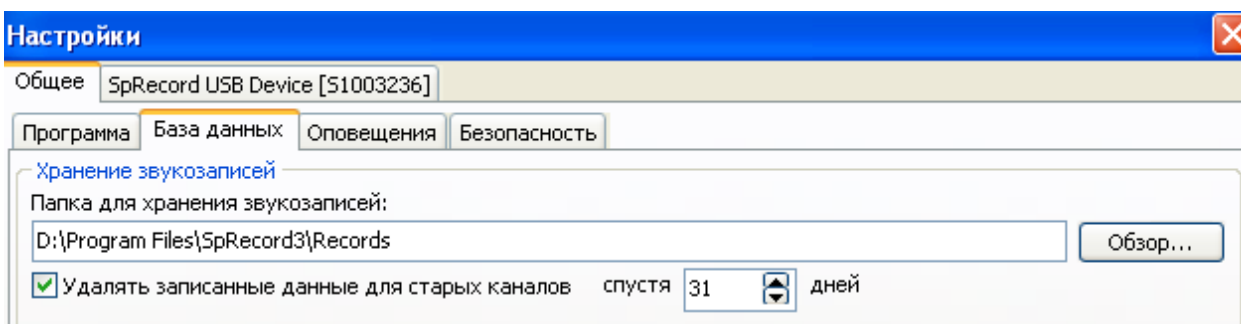 Настройки
Общее SpRecord USB Device [S1003236]
Программа База данных Оповещения Безопасность
Хранение звукозаписей
Папка для хранения звукозаписей:
D:\Program Files\SpRecord3\Records Обзор...
Удалять записанные данные для старых каналов спустя 31 дней